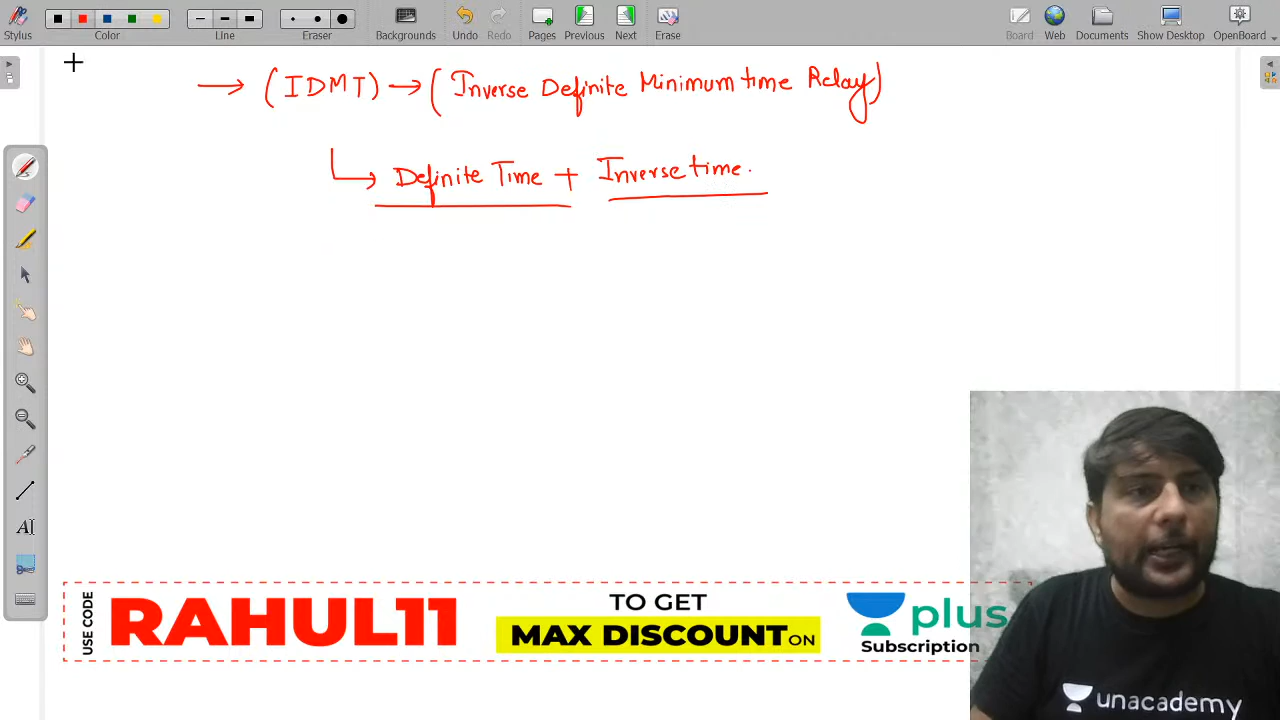 Stylus
Color
Line
Eraser
Backgrounds
Undo
Redo
Pages
Previous
Next
Erase
Board
Web
Documents
Show Desktop
OpenBoard
→ (IDMT) → (Inverse Definite Minimum time Relay)
→ Definite Time + Inverse time.
AI
USE CODE
RAHUL11
TO GET
MAX DISCOUNT ON
plus
Subscription
unacademy